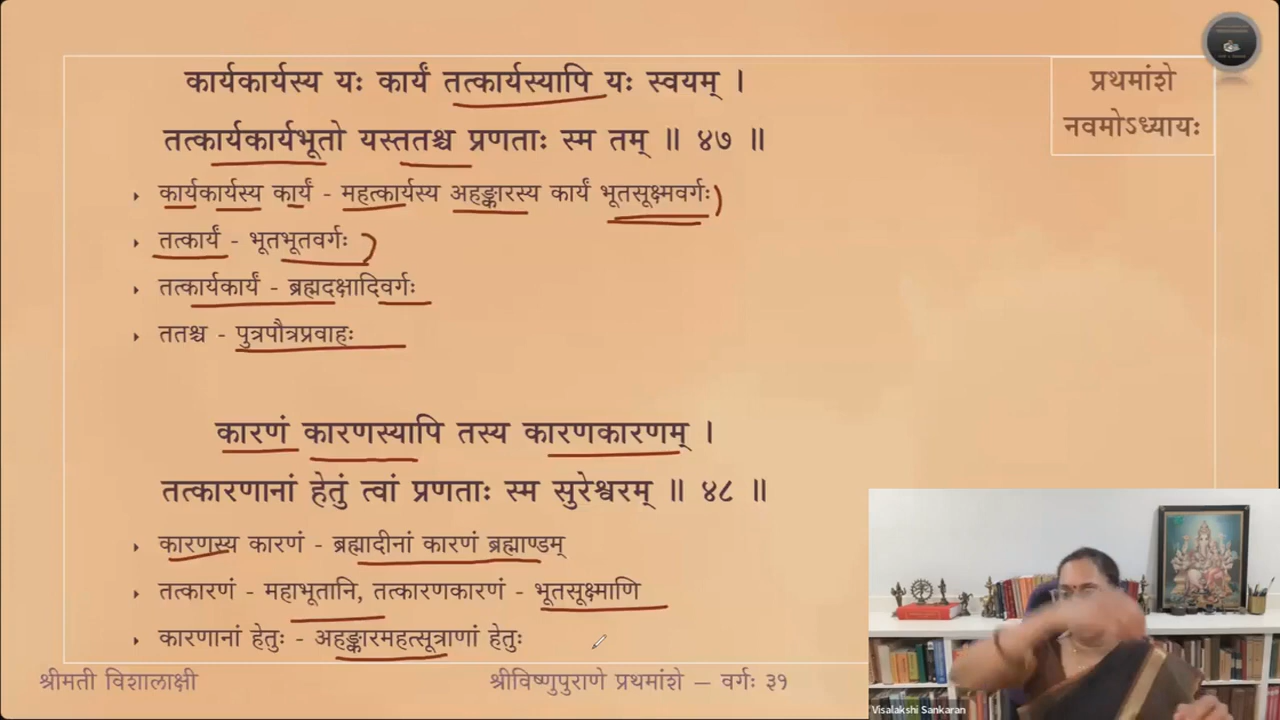 कार्यकार्यस्य यः कार्यं तत्कार्यस्यापि यः स्वयम् ।
तत्कार्यकार्यभूतो यस्ततश्च प्रणताः स्म तम् ॥ ४७ ॥
प्रथमांशे
नवमोऽध्यायः
कार्यकार्यस्य कार्यं - महत्कार्यस्य अहङ्कारस्य कार्यं भूतसूक्ष्मवर्गः
तत्कार्यं - भूतभूतवर्गः
तत्कार्यकार्यं - ब्रह्मदक्षादिवर्गः
ततश्च - पुत्रपौत्रप्रवाहः
कारणं कारणस्यापि तस्य कारणकारणम् ।
तत्कारणानां हेतुं त्वां प्रणताः स्म सुरेश्वरम् ॥ ४८ ॥
कारणस्य कारणं - ब्रह्मादीनां कारणं ब्रह्माण्डम्
तत्कारणं - महाभूतानि, तत्कारणकारणं - भूतसूक्ष्माणि
कारणानां हेतुः - अहङ्कारमहत्सूत्राणां हेतुः
श्रीमती विशालाक्षी
श्रीविष्णुपुराणे प्रथमांशे – वर्गः ३१
Visalakshi Sankaran